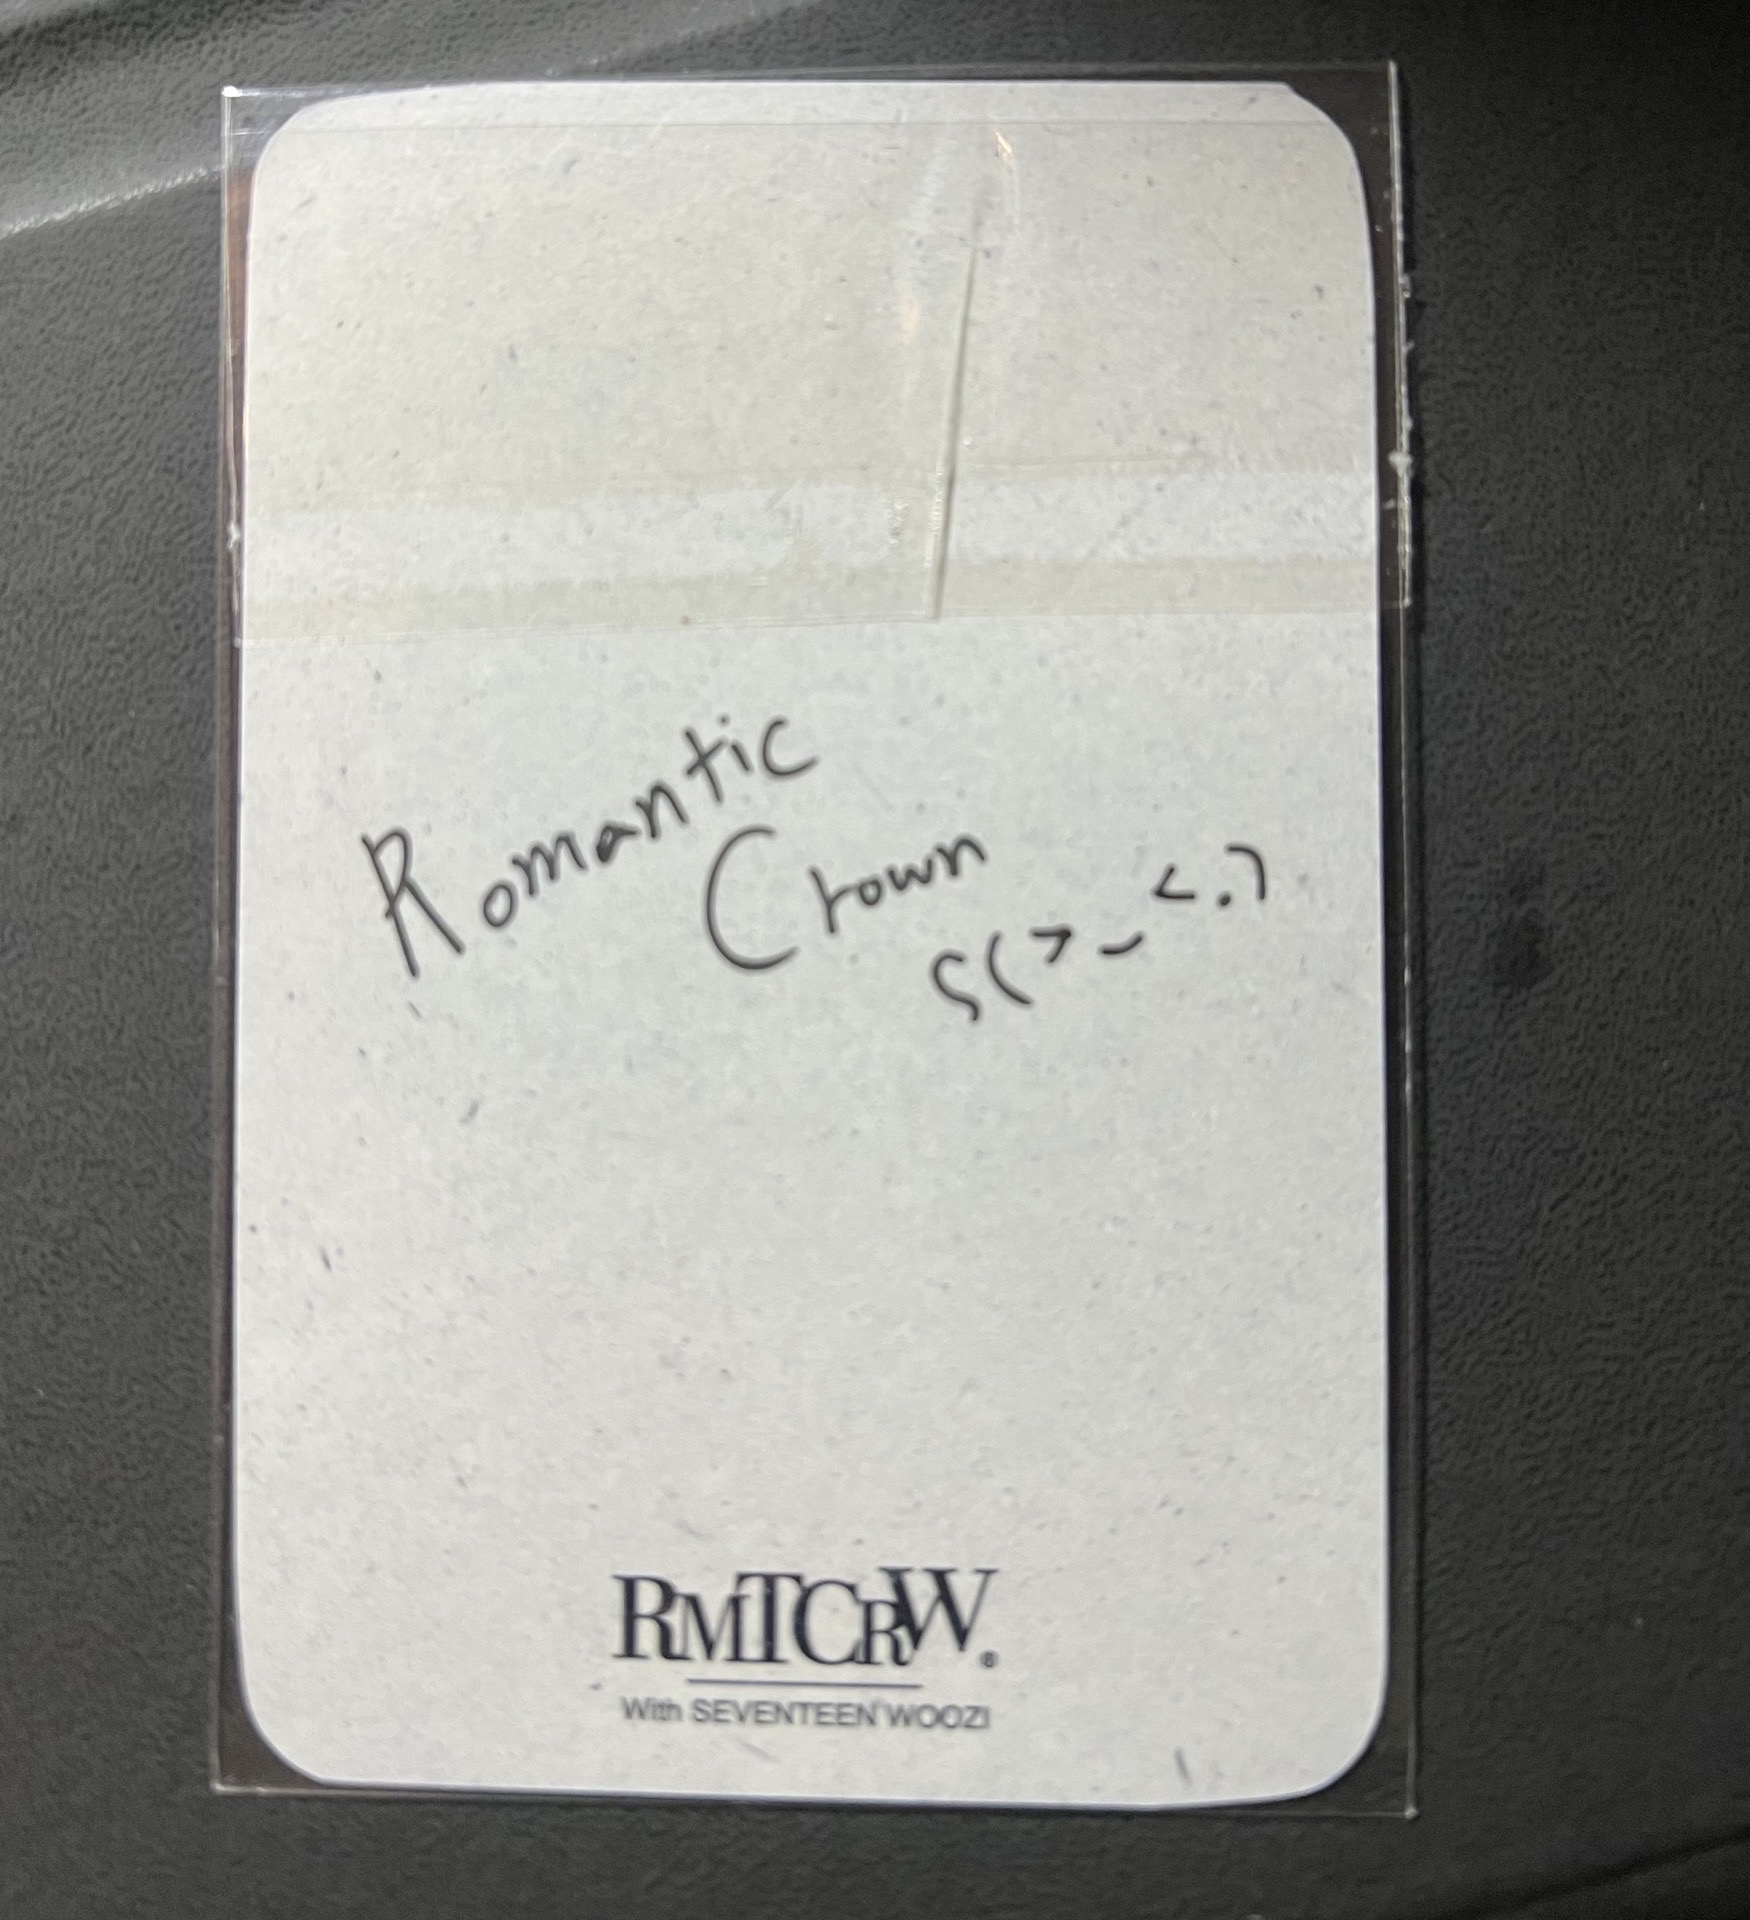 Romantic
Crown
S(>_<.)
RMTCRW®
With SEVENTEEN WOOZI